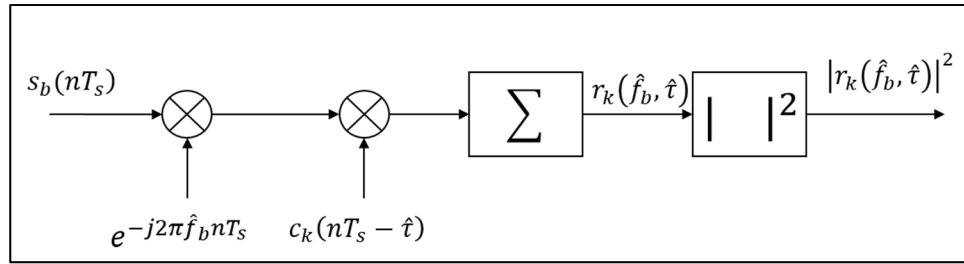 s_b(nT_s)
∑
r_k(f̂_b, τ̂)
| |²
|r_k(f̂_b, τ̂)|²
e^{-j2πf̂_b nT_s}
c_k(nT_s − τ̂)